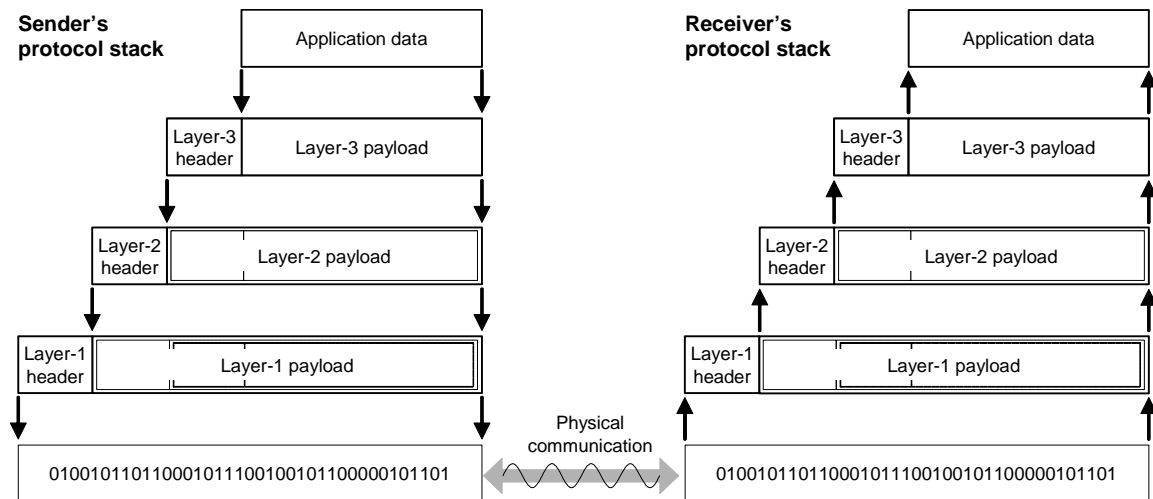 Sender's
protocol stack
Application data
Layer-3
header
Layer-3 payload
Layer-2
header
Layer-2 payload
Layer-1
header
Layer-1 payload
010010110110001011100100101100000101101
Physical
communication
Receiver's
protocol stack
Application data
Layer-3
header
Layer-3 payload
Layer-2
header
Layer-2 payload
Layer-1
header
Layer-1 payload
010010110110001011100100101100000101101